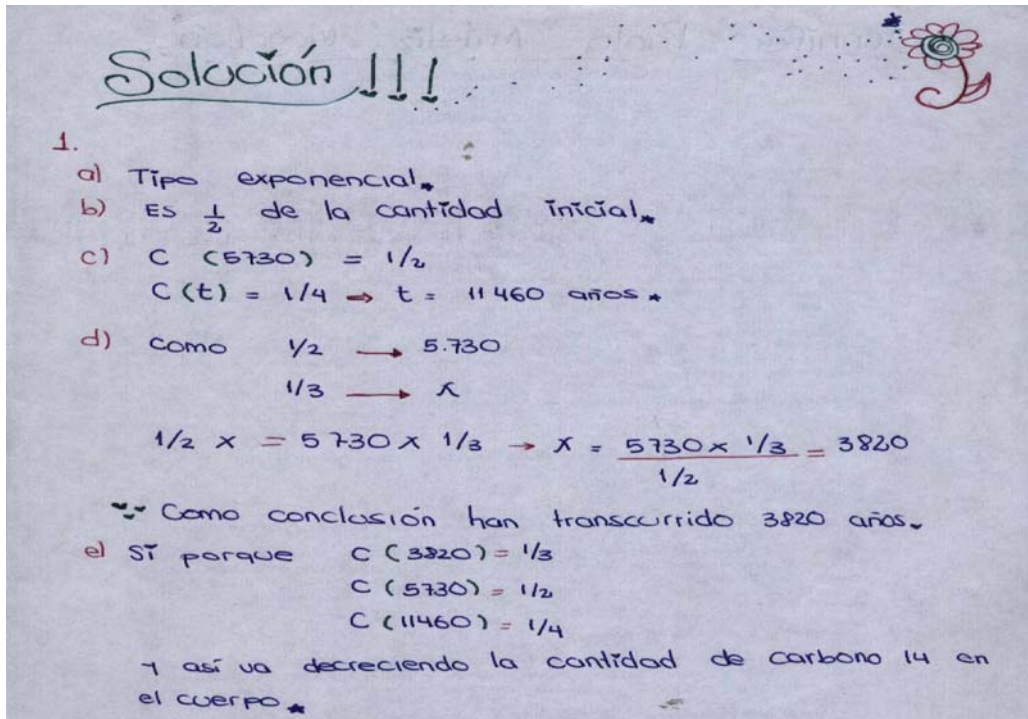 Solución !!!
1.
a) Tipo exponencial.
b) Es 1/2 de la cantidad inicial.
c) C (5730) = 1/2
C(t) = 1/4 → t = 11460 años.
d) como 1/2 → 5.730
1/3 → x
1/2 x = 5730 x 1/3 → x = 5730 x 1/3 / 1/2 = 3820
Como conclusión han transcurrido 3820 años.
e) Sí porque C (3820) = 1/3
C (5730) = 1/2
C (11460) = 1/4
y así va decreciendo la cantidad de carbono 14 en
el cuerpo.